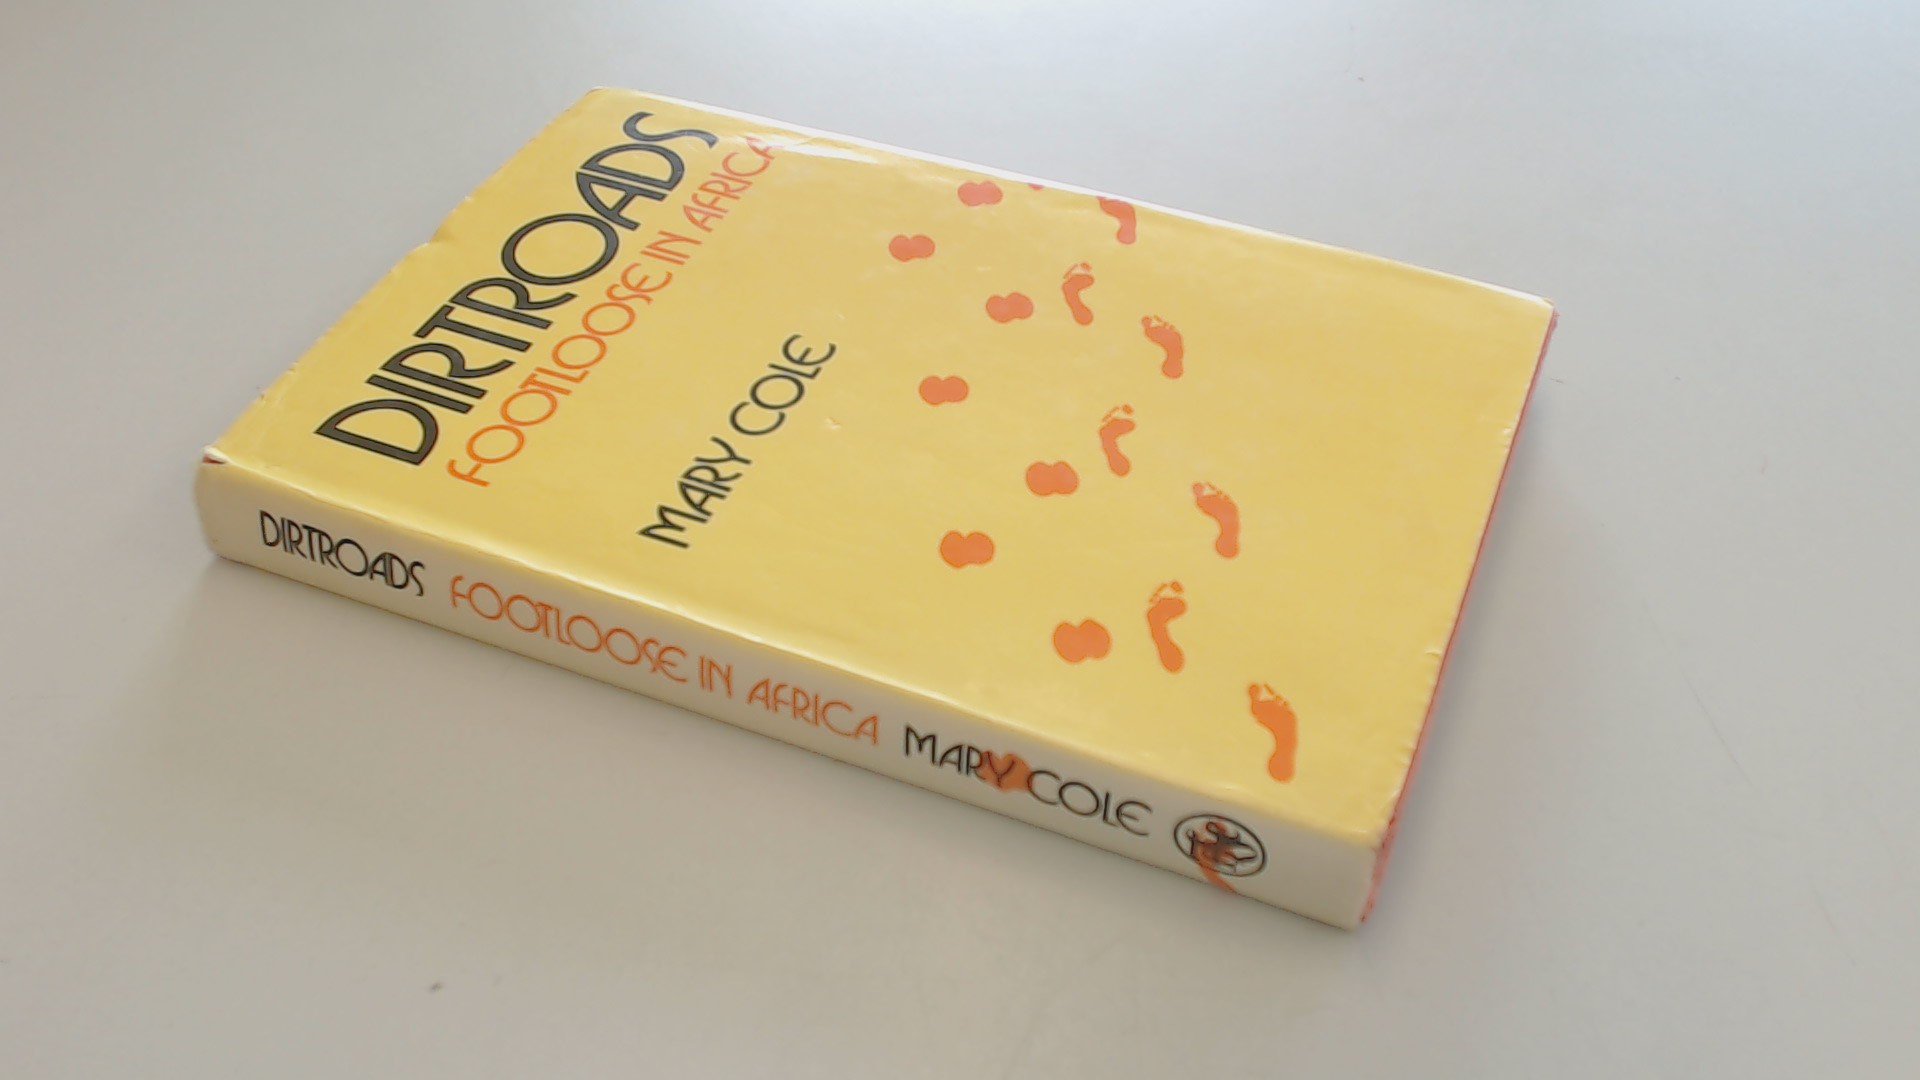 DIRTROADS
FOOTLOOSE IN AFRICA
MARY COLE
DIRTROADS FOOTLOOSE IN AFRICA MARY COLE